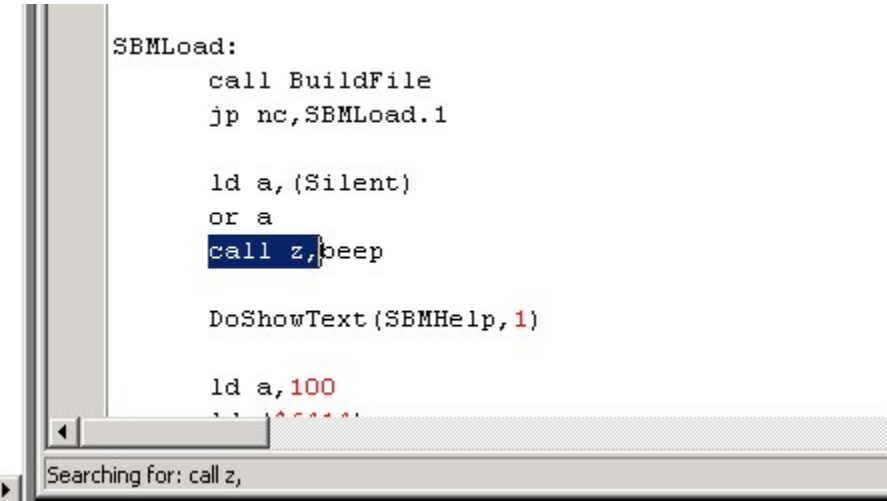 SBMLoad:
call BuildFile
jp nc,SBMLoad.1
ld a,(Silent)
or a
call z,beep
DoShowText(SBMHelp,1)
ld a,100
Searching for: call z,